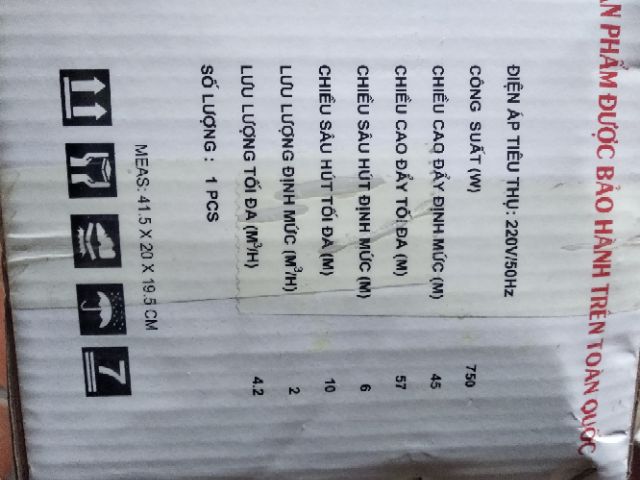 N PHẨM ĐƯỢC BẢO HÀNH TRÊN TOÀN QUỐC
ĐIỆN ÁP TIÊU THỤ: 220V/50Hz
CÔNG SUẤT (W) 750
CHIỀU CAO ĐẨY ĐỊNH MỨC (M) 45
CHIỀU CAO ĐẨY TỐI ĐA (M) 57
CHIỀU SÂU HÚT ĐỊNH MỨC (M) 6
CHIỀU SÂU HÚT TỐI ĐA (M) 10
LƯU LƯỢNG ĐỊNH MỨC (M³/H) 2
LƯU LƯỢNG TỐI ĐA (M³/H) 4.2
SỐ LƯỢNG : 1 PCS
MEAS: 41.5 X 20 X 19.5 CM
7